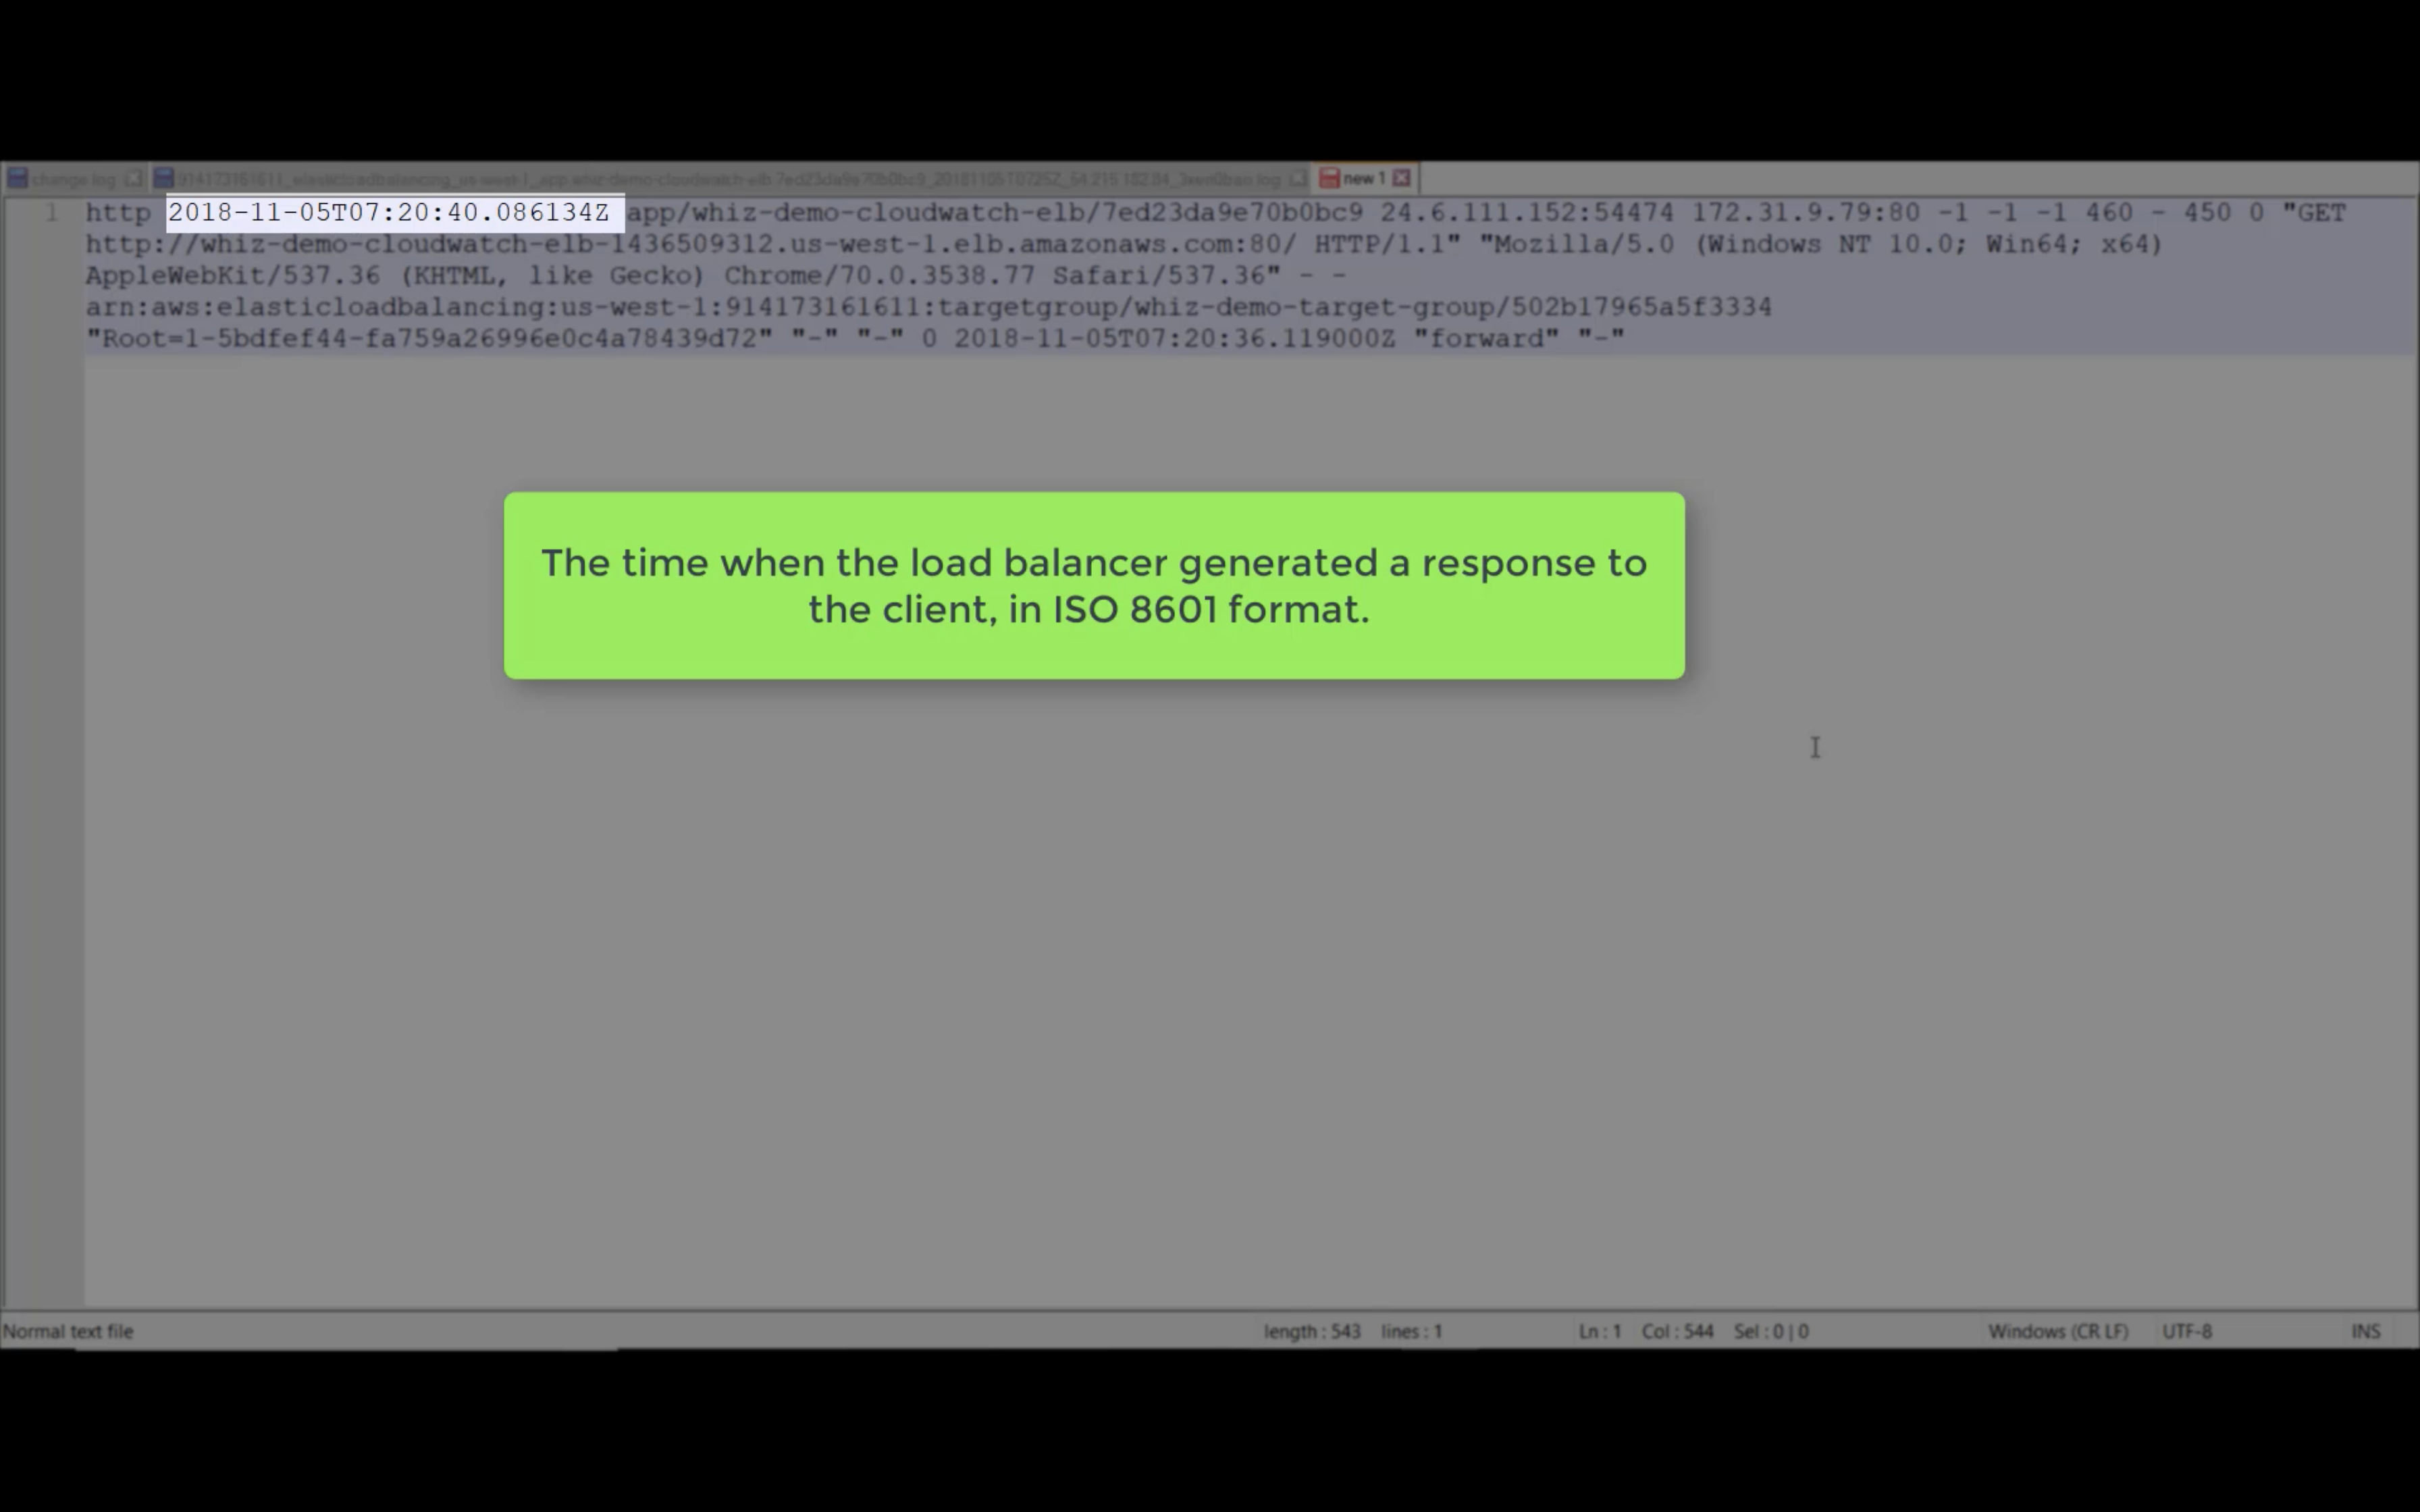 change.log new 1
1 http 2018-11-05T07:20:40.086134Z app/whiz-demo-cloudwatch-elb/7ed23da9e70b0bc9 24.6.111.152:54474 172.31.9.79:80 -1 -1 -1 460 - 450 0 "GET
http://whiz-demo-cloudwatch-elb-1436509312.us-west-1.elb.amazonaws.com:80/ HTTP/1.1" "Mozilla/5.0 (Windows NT 10.0; Win64; x64)
AppleWebKit/537.36 (KHTML, like Gecko) Chrome/70.0.3538.77 Safari/537.36" - -
arn:aws:elasticloadbalancing:us-west-1:914173161611:targetgroup/whiz-demo-target-group/502b17965a5f3334
"Root=1-5bdfef44-fa759a26996e0c4a78439d72" "-" "-" 0 2018-11-05T07:20:36.119000Z "forward" "-"
The time when the load balancer generated a response to
the client, in ISO 8601 format.
Normal text file length : 543 lines : 1 Ln : 1 Col : 544 Sel : 0 | 0 Windows (CR LF) UTF-8 INS